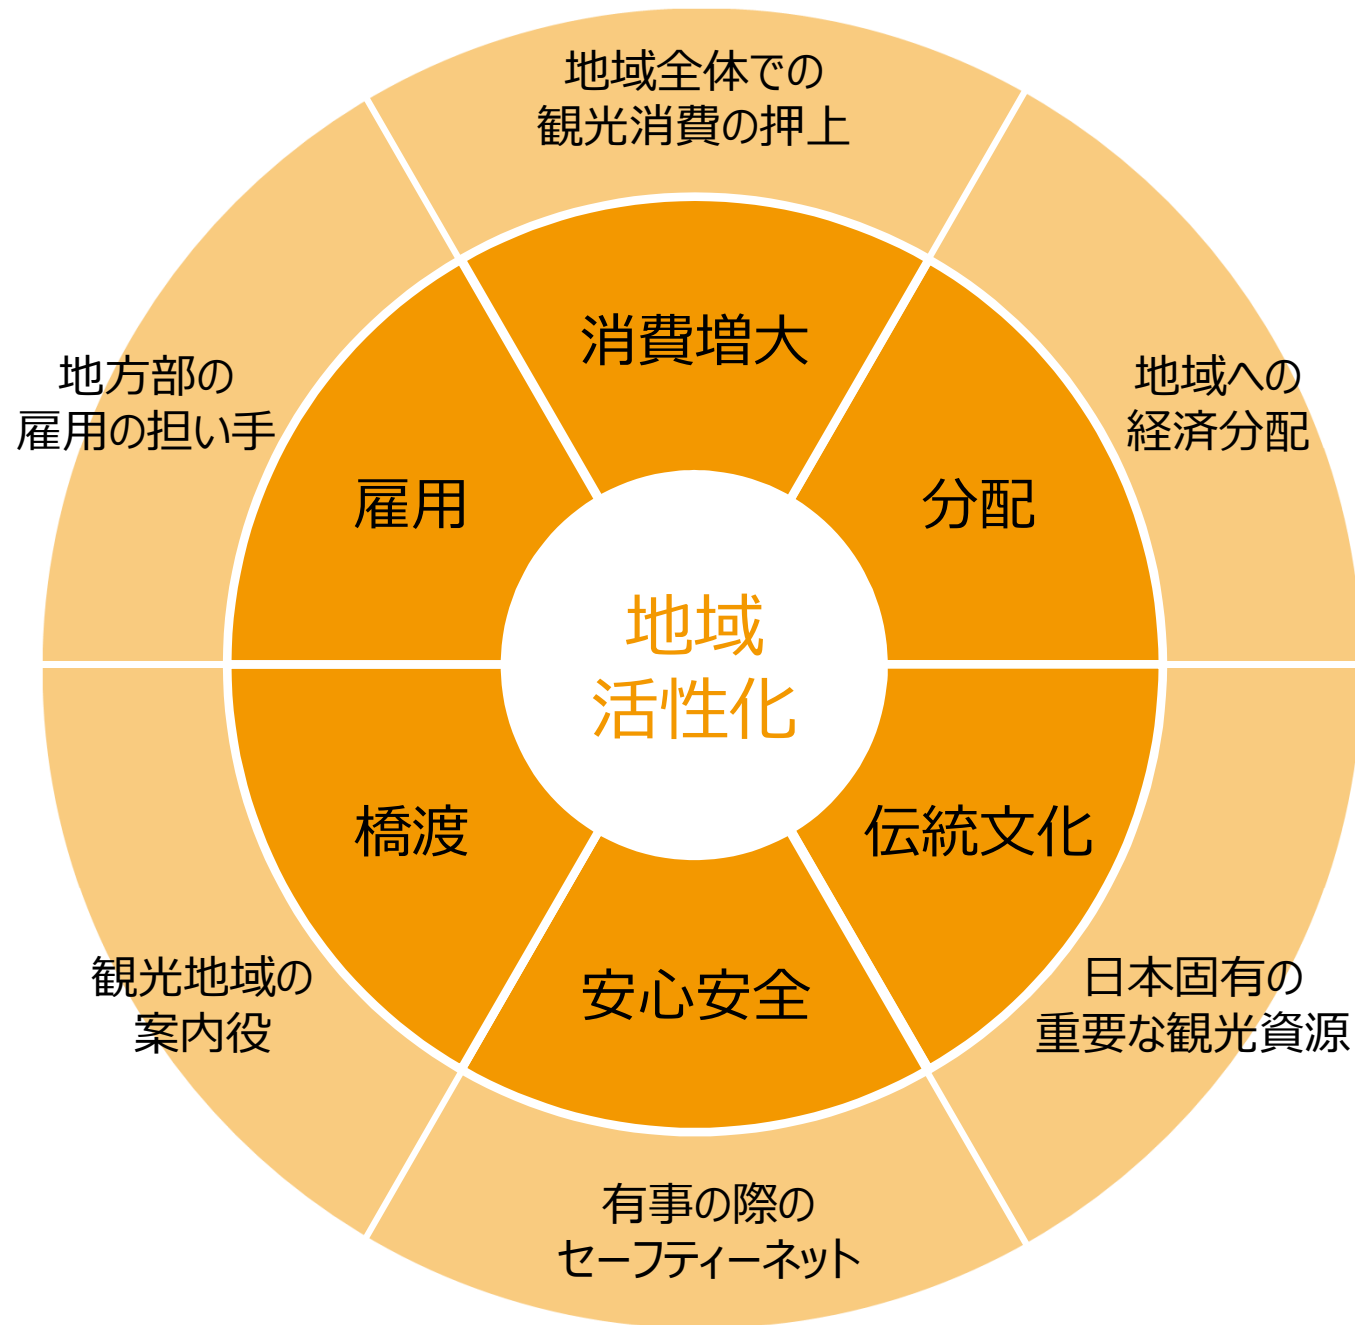 地域全体での
観光消費の押上
消費増大
地方部の
雇用の担い手
地域への
経済分配
雇用
分配
地域
活性化
橋渡
伝統文化
観光地域の
案内役
安心安全
日本固有の
重要な観光資源
有事の際の
セーフティーネット